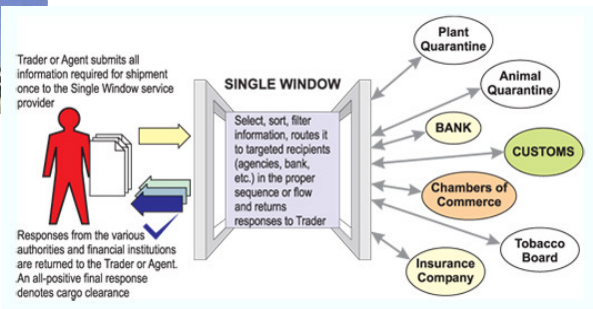 Trader or Agent submits all
information required for shipment
once to the Single Window service
provider
SINGLE WINDOW
Select, sort, filter
information, routes it
to targeted recipients
(agencies, bank,
etc.) in the proper
sequence or flow
and returns
responses to Trader
Responses from the various
authorities and financial institutions
are returned to the Trader or Agent.
An all-positive final response
denotes cargo clearance
Plant
Quarantine
Animal
Quarantine
BANK
CUSTOMS
Chambers of
Commerce
Tobacco
Board
Insurance
Company